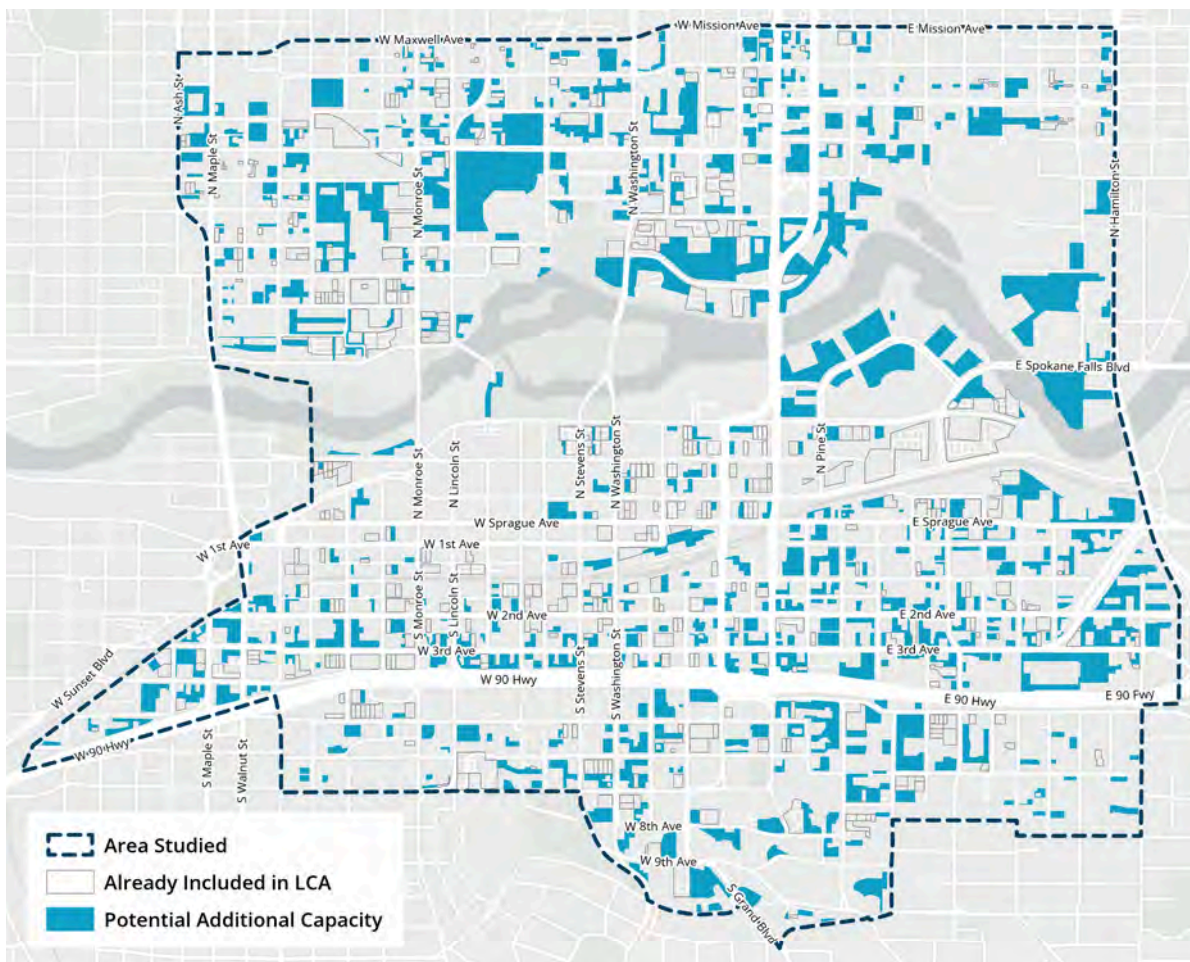 W Mission Ave
E Mission Ave
W Maxwell Ave
N Ash St
N Maple St
N Monroe St
N Washington St
N Hamilton St
E Spokane Falls Blvd
N Monroe St
N Lincoln St
N Stevens St
N Washington St
N Pine St
W Sprague Ave
E Sprague Ave
W 1st Ave
W 1st Ave
S Monroe St
S Lincoln St
W 2nd Ave
E 2nd Ave
W 3rd Ave
E 3rd Ave
W Sunset Blvd
S Stevens St
S Washington St
W 90 Hwy
E 90 Hwy
E 90 Fwy
W 90 Hwy
S Maple St
S Walnut St
W 8th Ave
W 9th Ave
S Grand Blvd
Area Studied
Already Included in LCA
Potential Additional Capacity